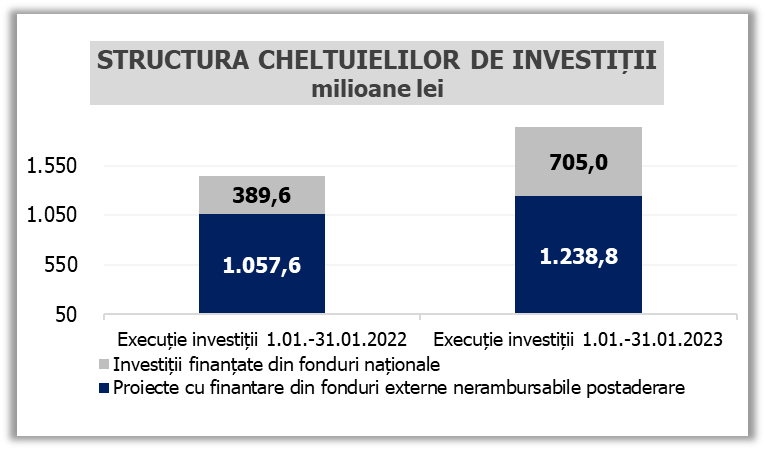 STRUCTURA CHELTUIELILOR DE INVESTIȚII
milioane lei
1.550
1.050
550
50
389,6
1.057,6
705,0
1.238,8
Execuție investiții 1.01.-31.01.2022
Execuție investiții 1.01.-31.01.2023
Investiții finanțate din fonduri naționale
Proiecte cu finantare din fonduri externe nerambursabile postaderare